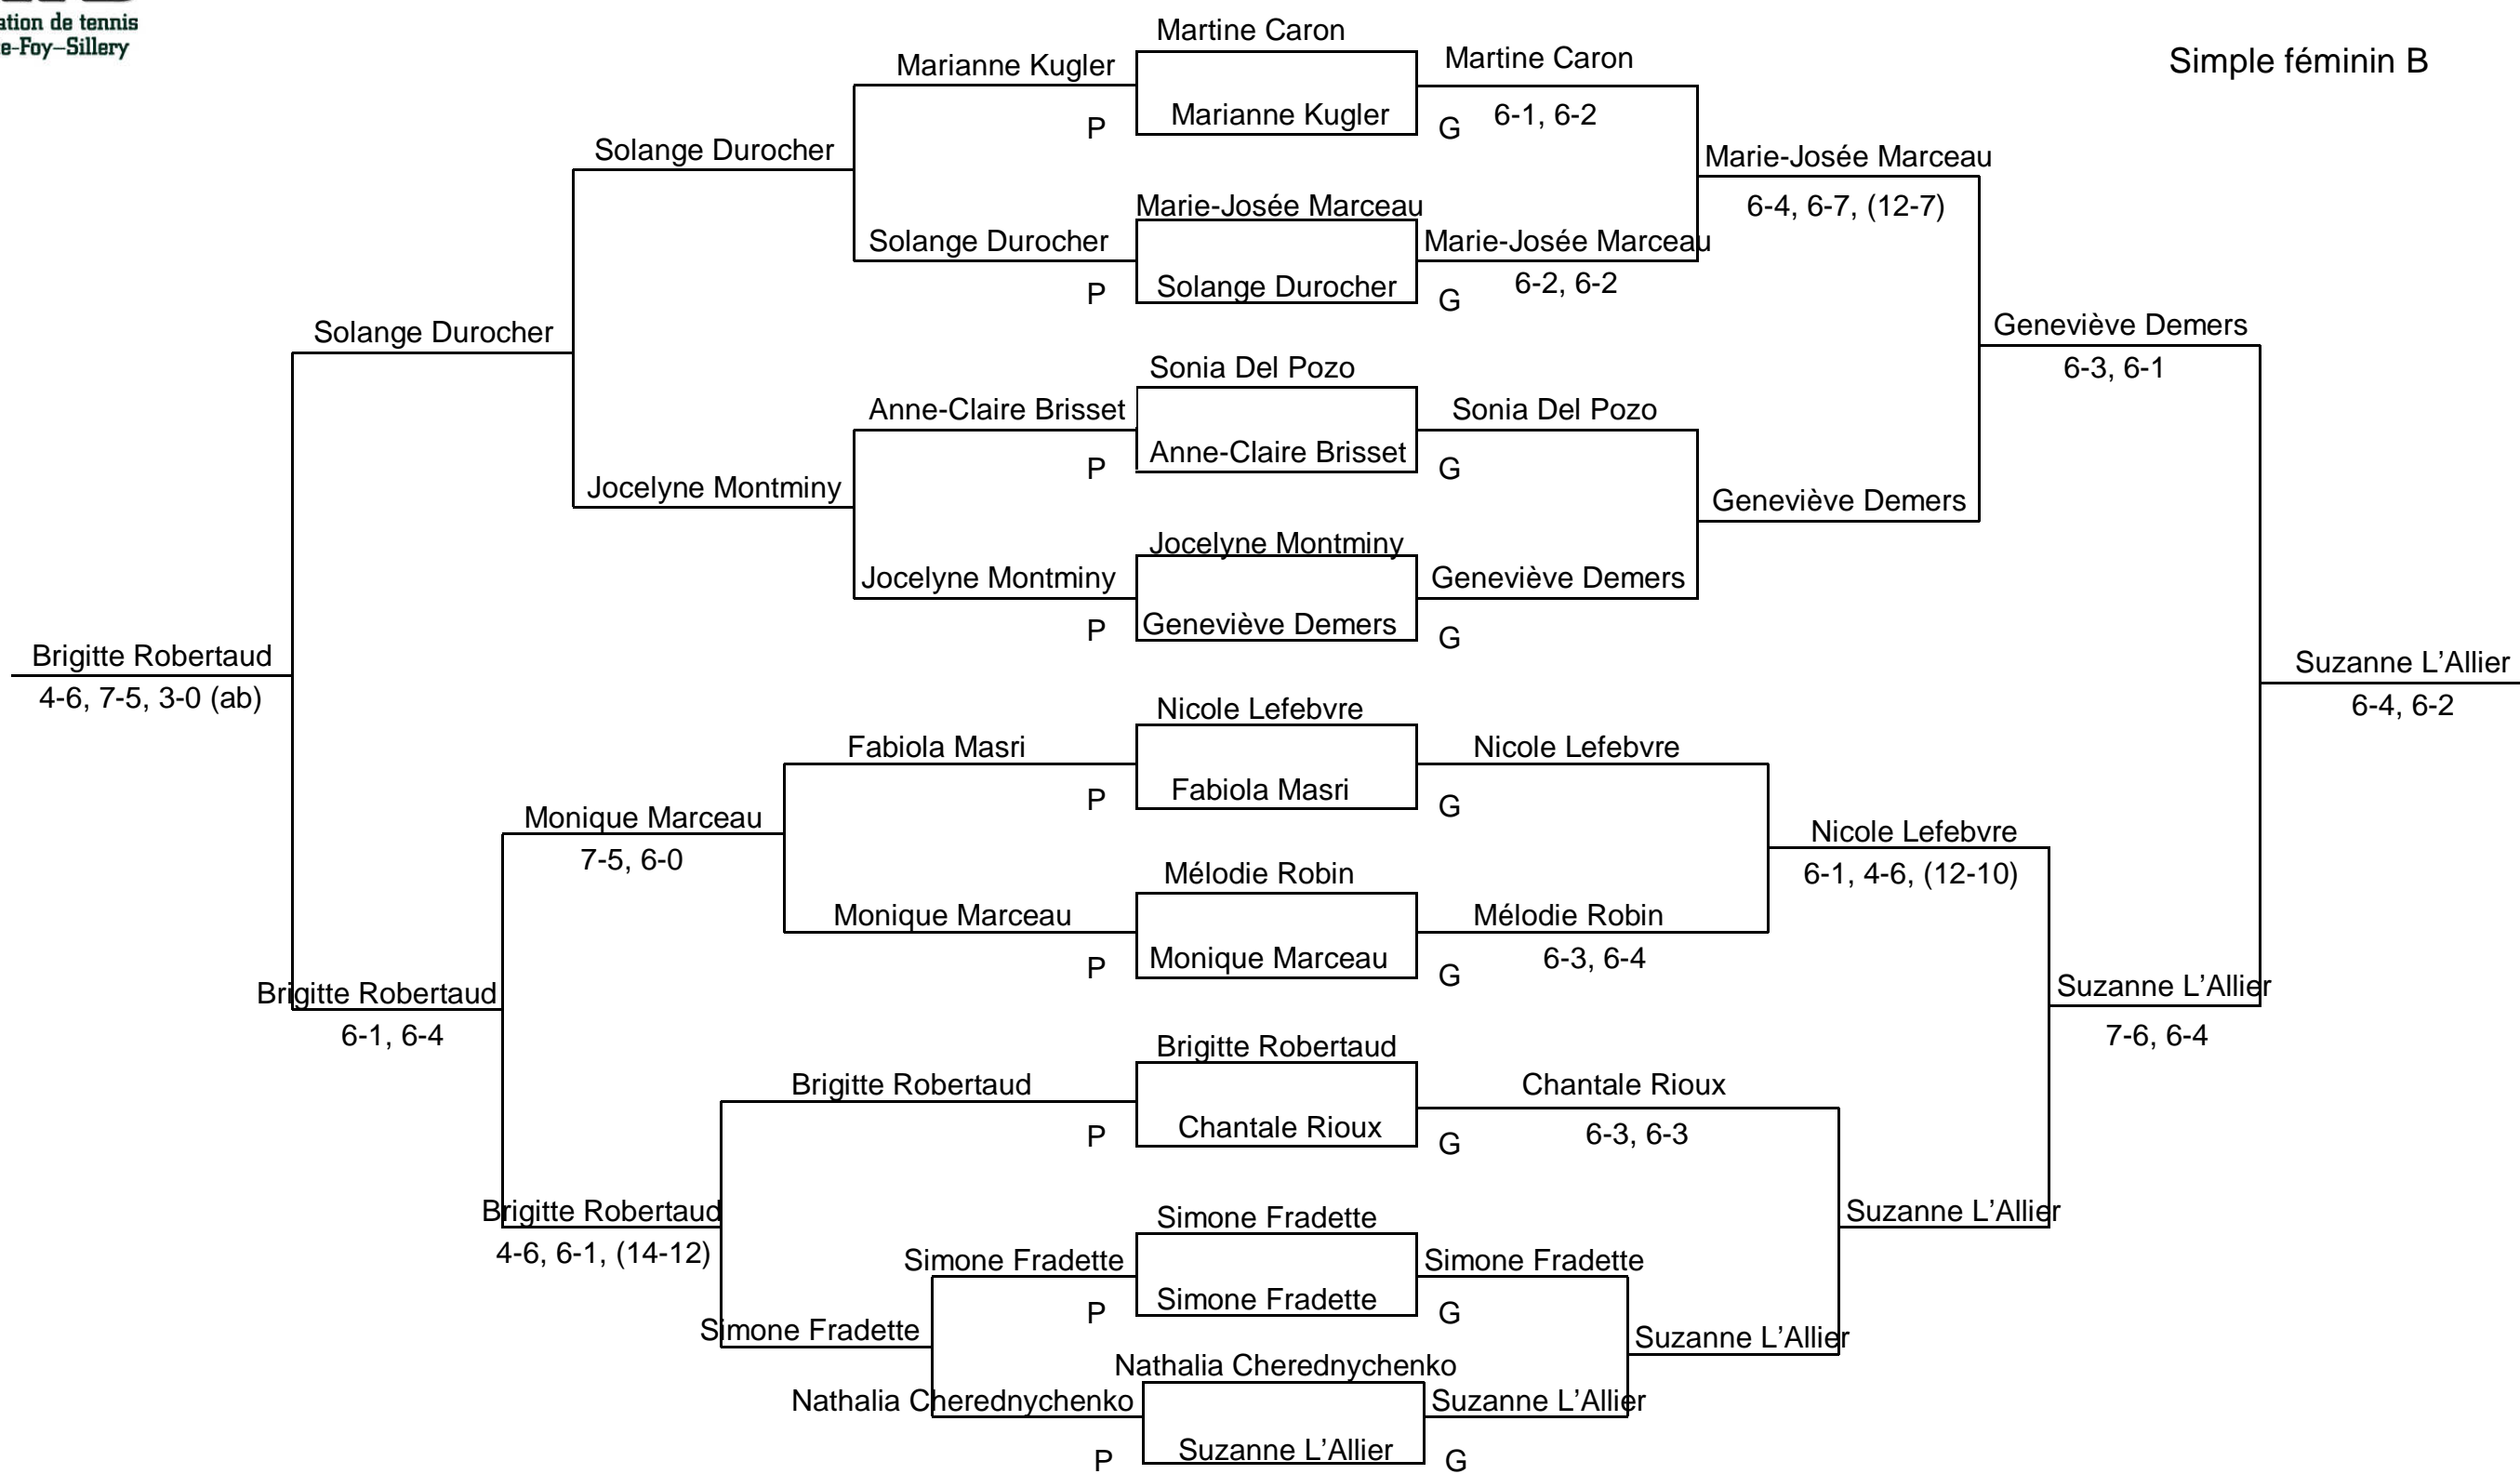 ation de tennis
e-Foy–Sillery
Simple féminin B
Martine Caron
Marianne Kugler
Martine Caron
P
Marianne Kugler
G
6-1, 6-2
Solange Durocher
Marie-Josée Marceau
6-4, 6-7, (12-7)
Marie-Josée Marceau
Solange Durocher
Marie-Josée Marceau
P
Solange Durocher
G
6-2, 6-2
Solange Durocher
Geneviève Demers
6-3, 6-1
Sonia Del Pozo
Anne-Claire Brisset
Sonia Del Pozo
P
Anne-Claire Brisset
G
Jocelyne Montminy
Geneviève Demers
Jocelyne Montminy
Jocelyne Montminy
Geneviève Demers
P
Geneviève Demers
G
Brigitte Robertaud
4-6, 7-5, 3-0 (ab)
Suzanne L’Allier
6-4, 6-2
Nicole Lefebvre
Fabiola Masri
Nicole Lefebvre
P
Fabiola Masri
G
Monique Marceau
7-5, 6-0
Nicole Lefebvre
6-1, 4-6, (12-10)
Mélodie Robin
Monique Marceau
Mélodie Robin
P
Monique Marceau
G
6-3, 6-4
Brigitte Robertaud
6-1, 6-4
Suzanne L’Allier
7-6, 6-4
Brigitte Robertaud
Brigitte Robertaud
Chantale Rioux
P
Chantale Rioux
G
6-3, 6-3
Brigitte Robertaud
4-6, 6-1, (14-12)
Suzanne L’Allier
Simone Fradette
Simone Fradette
Simone Fradette
P
Simone Fradette
G
Simone Fradette
Suzanne L’Allier
Nathalia Cherednychenko
Nathalia Cherednychenko
Suzanne L’Allier
P
Suzanne L’Allier
G